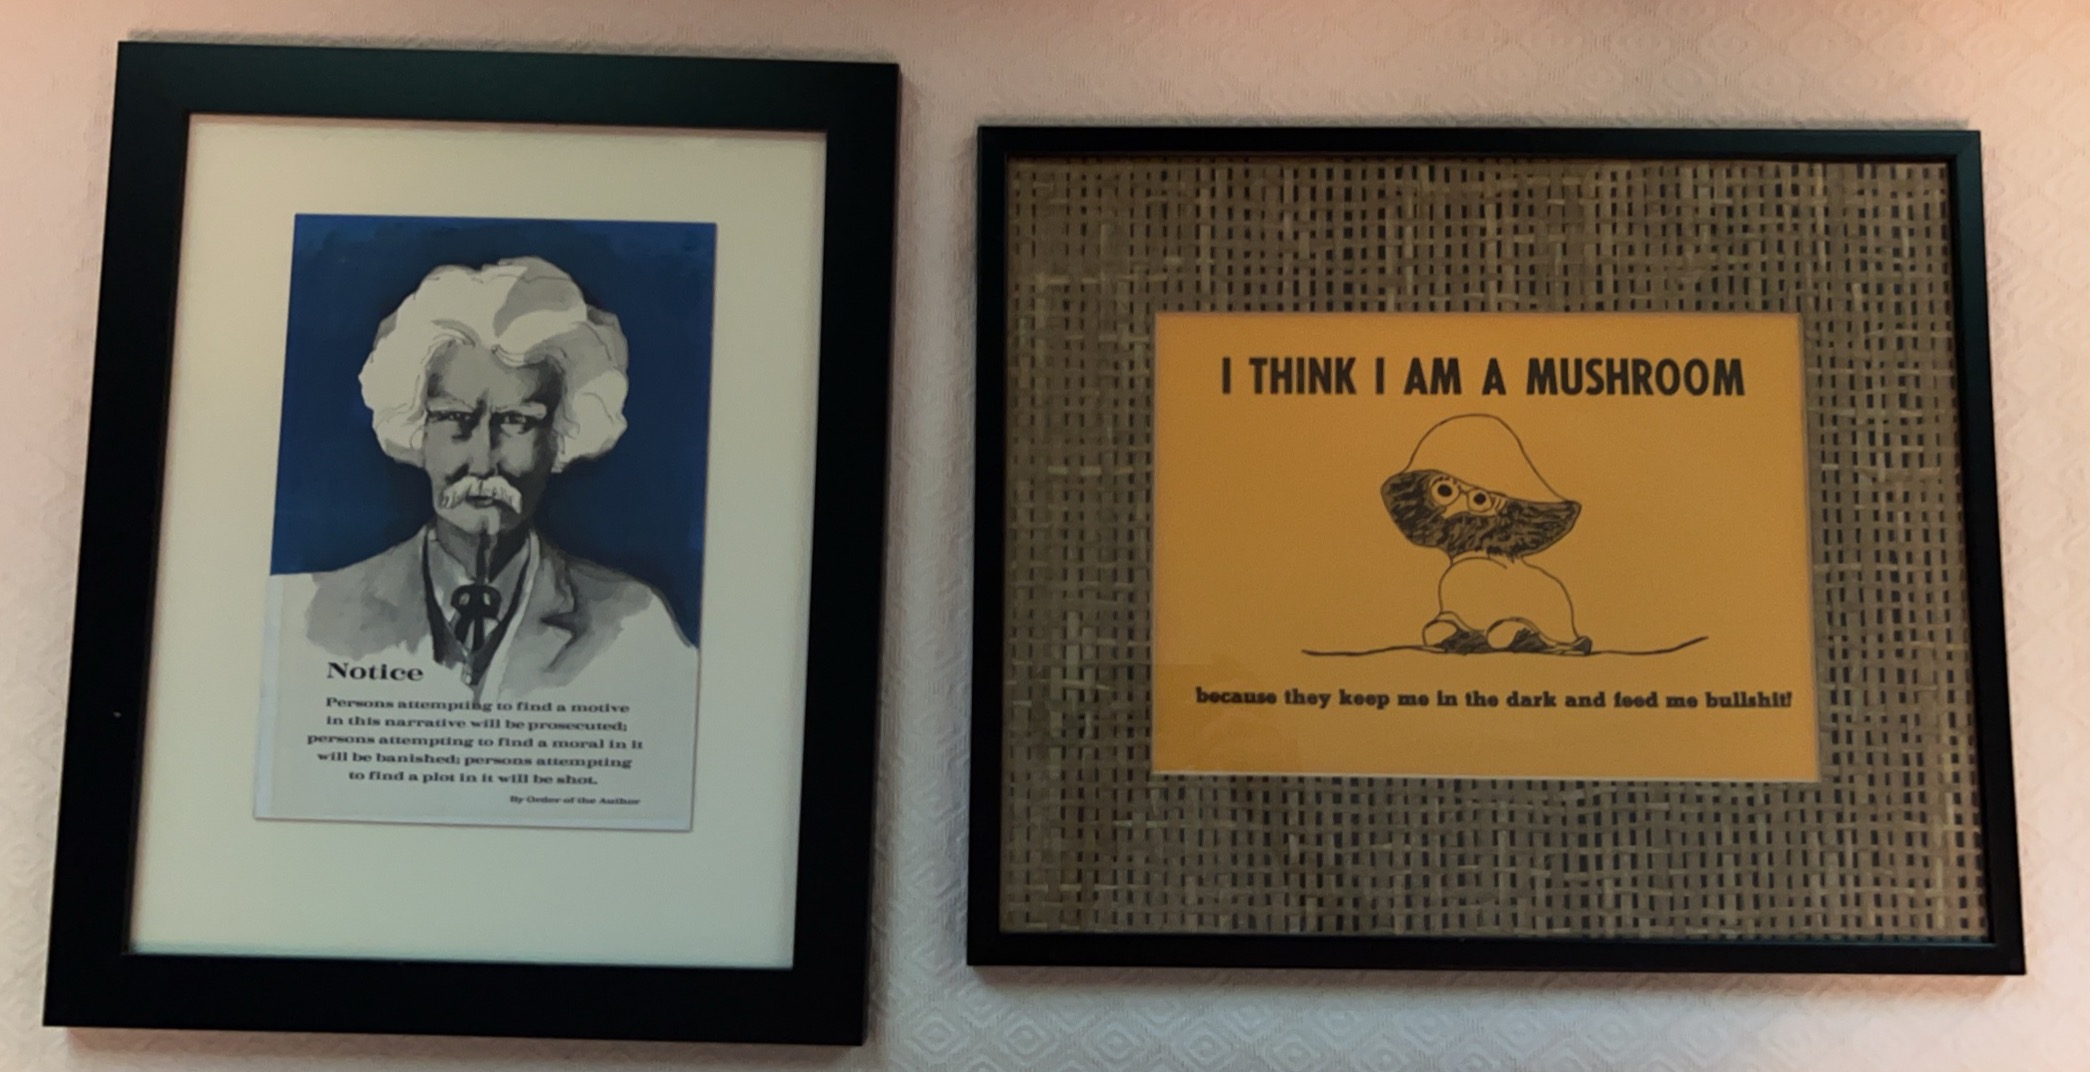 Notice
Persons attempting to find a motive
in this narrative will be prosecuted;
persons attempting to find a moral in it
will be banished; persons attempting
to find a plot in it will be shot.
By Order of the Author
I THINK I AM A MUSHROOM
because they keep me in the dark and feed me bullshit!